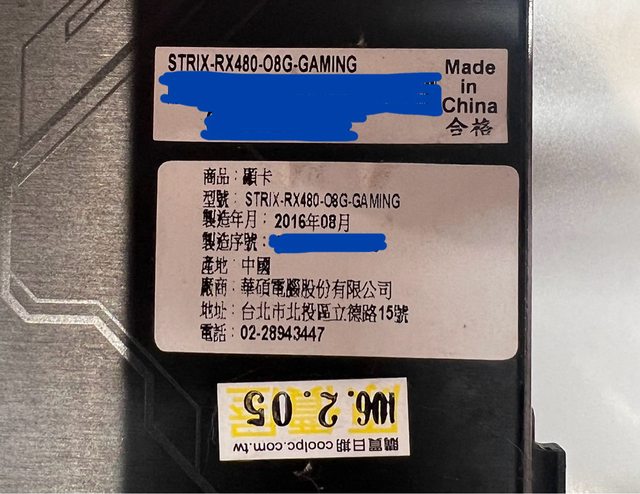 STRIX-RX480-O8G-GAMING
Made
in
China
合格
商品：顯卡
型號：STRIX-RX480-O8G-GAMING
製造年月：2016年08月
製造序號：
產地：中國
廠商：華碩電腦股份有限公司
地址：台北市北投區立德路15號
電話：02-28943447
購買日期 coolpc.com.tw
106.2.05